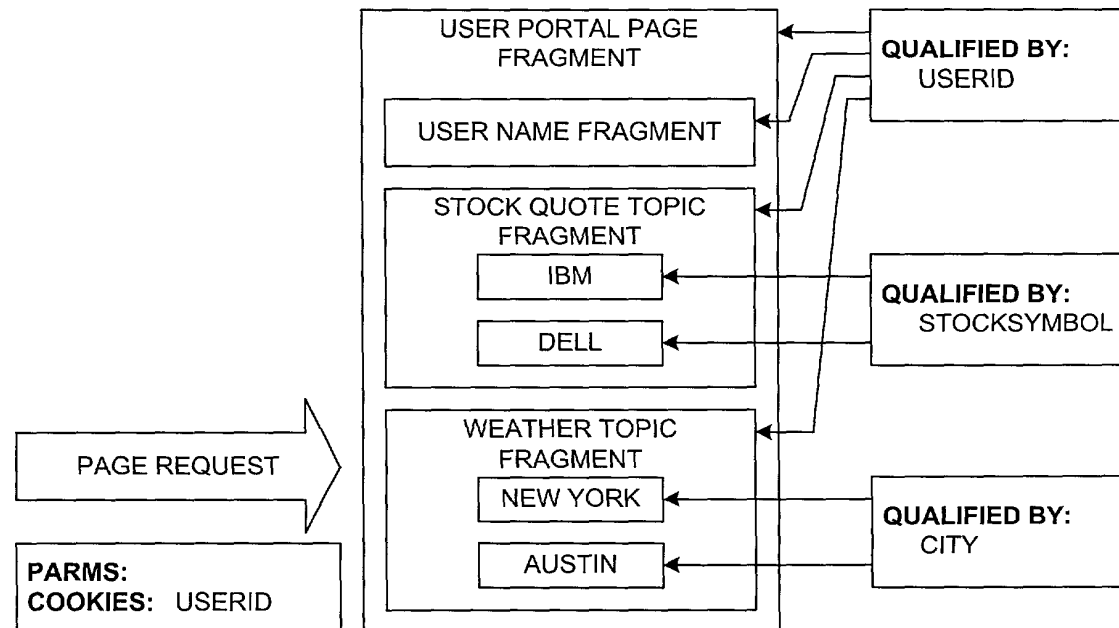 USER PORTAL PAGE
FRAGMENT
USER NAME FRAGMENT
STOCK QUOTE TOPIC
FRAGMENT
IBM
DELL
WEATHER TOPIC
FRAGMENT
NEW YORK
AUSTIN
QUALIFIED BY:
USERID
QUALIFIED BY:
STOCKSYMBOL
QUALIFIED BY:
CITY
PAGE REQUEST
PARMS:
COOKIES: USERID